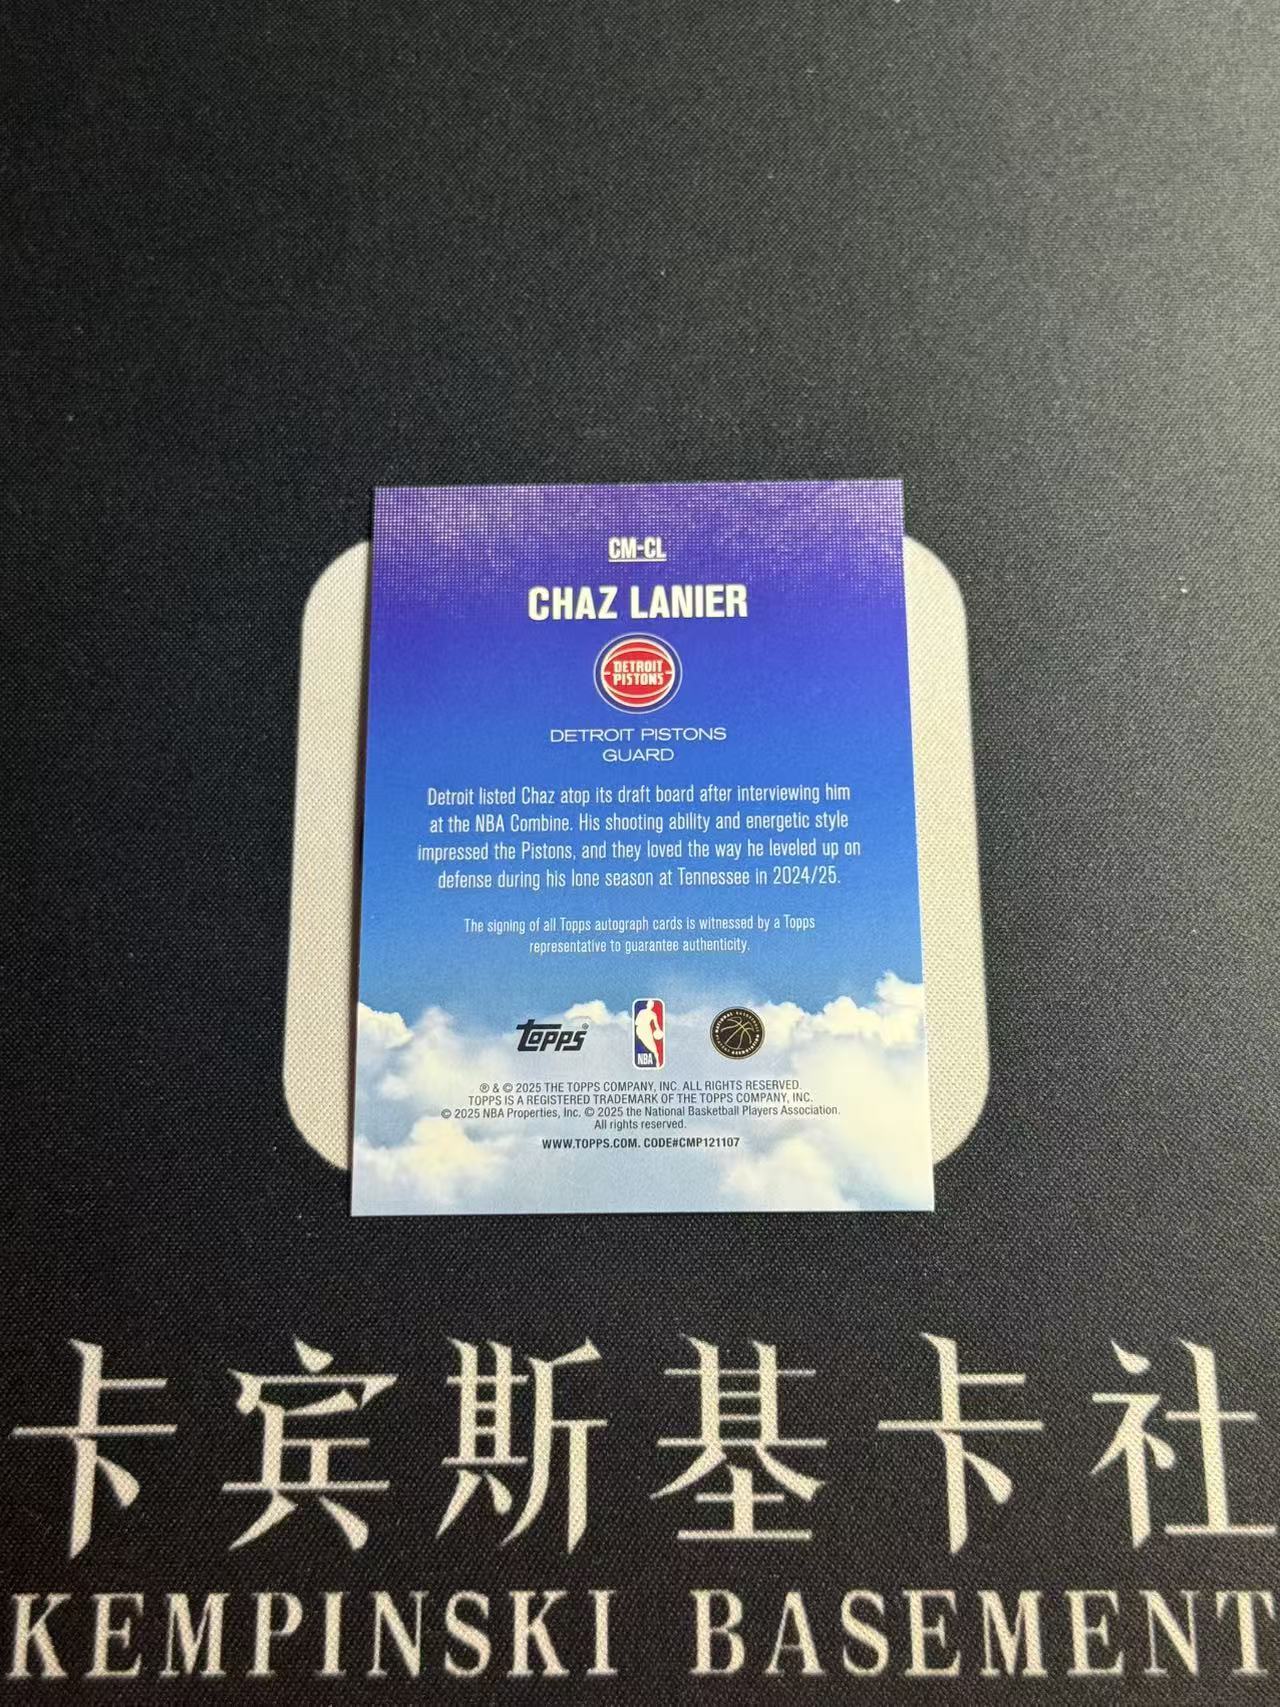 CM-CL
CHAZ LANIER
DETROIT
PISTONS
DETROIT PISTONS
GUARD
Detroit listed Chaz atop its draft board after interviewing him
at the NBA Combine. His shooting ability and energetic style
impressed the Pistons, and they loved the way he leveled up on
defense during his lone season at Tennessee in 2024/25.
The signing of all Topps autograph cards is witnessed by a Topps
representative to guarantee authenticity.
Topps®
NBA
NATIONAL BASKETBALL
PLAYERS ASSOCIATION
® & © 2025 THE TOPPS COMPANY, INC. ALL RIGHTS RESERVED.
TOPPS IS A REGISTERED TRADEMARK OF THE TOPPS COMPANY, INC.
© 2025 NBA Properties, Inc. © 2025 the National Basketball Players Association.
All rights reserved.
WWW.TOPPS.COM. CODE#CMP121107
卡宾斯基卡社
KEMPINSKI BASEMENT